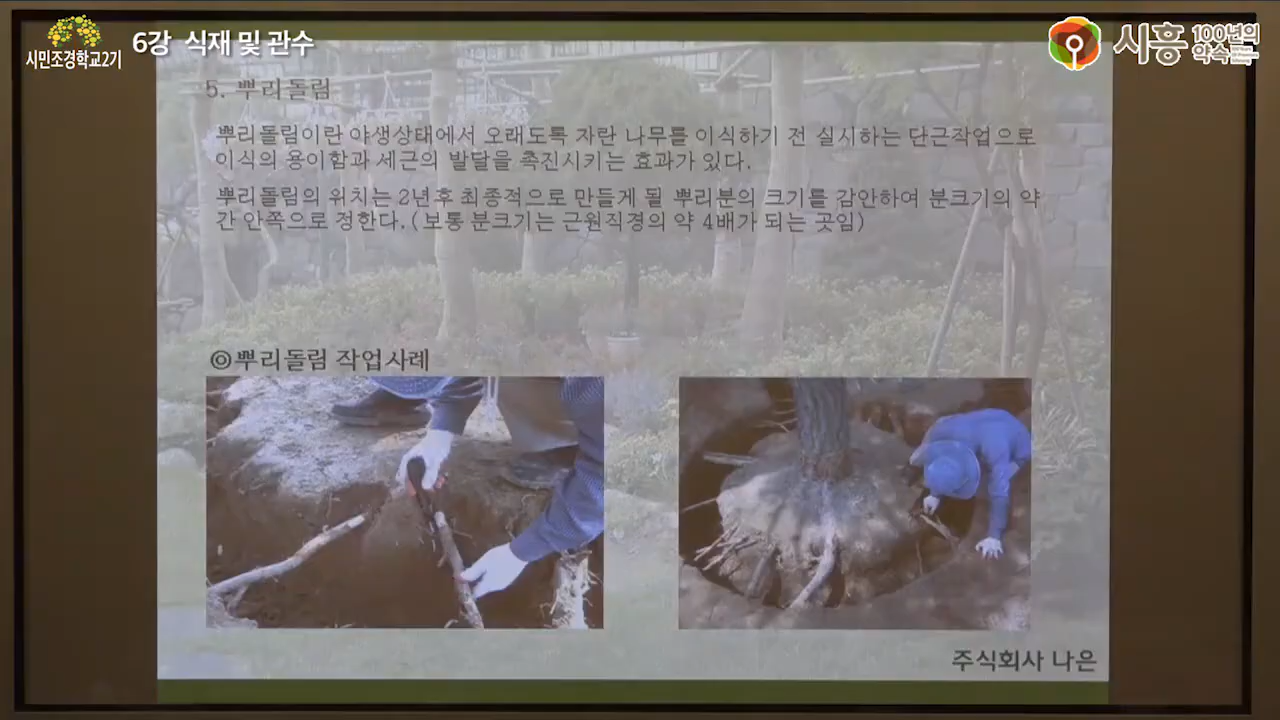 시민조경학교2기
6강 식재 및 관수
시흥 100년의 약속
5. 뿌리돌림
뿌리돌림이란 야생상태에서 오래도록 자란 나무를 이식하기 전 실시하는 단근작업으로
이식의 용이함과 세근의 발달을 촉진시키는 효과가 있다.
뿌리돌림의 위치는 2년후 최종적으로 만들게 될 뿌리분의 크기를 감안하여 분크기의 약
간 안쪽으로 정한다.(보통 분크기는 근원직경의 약 4배가 되는 곳임)
◎뿌리돌림 작업사례
주식회사 나은